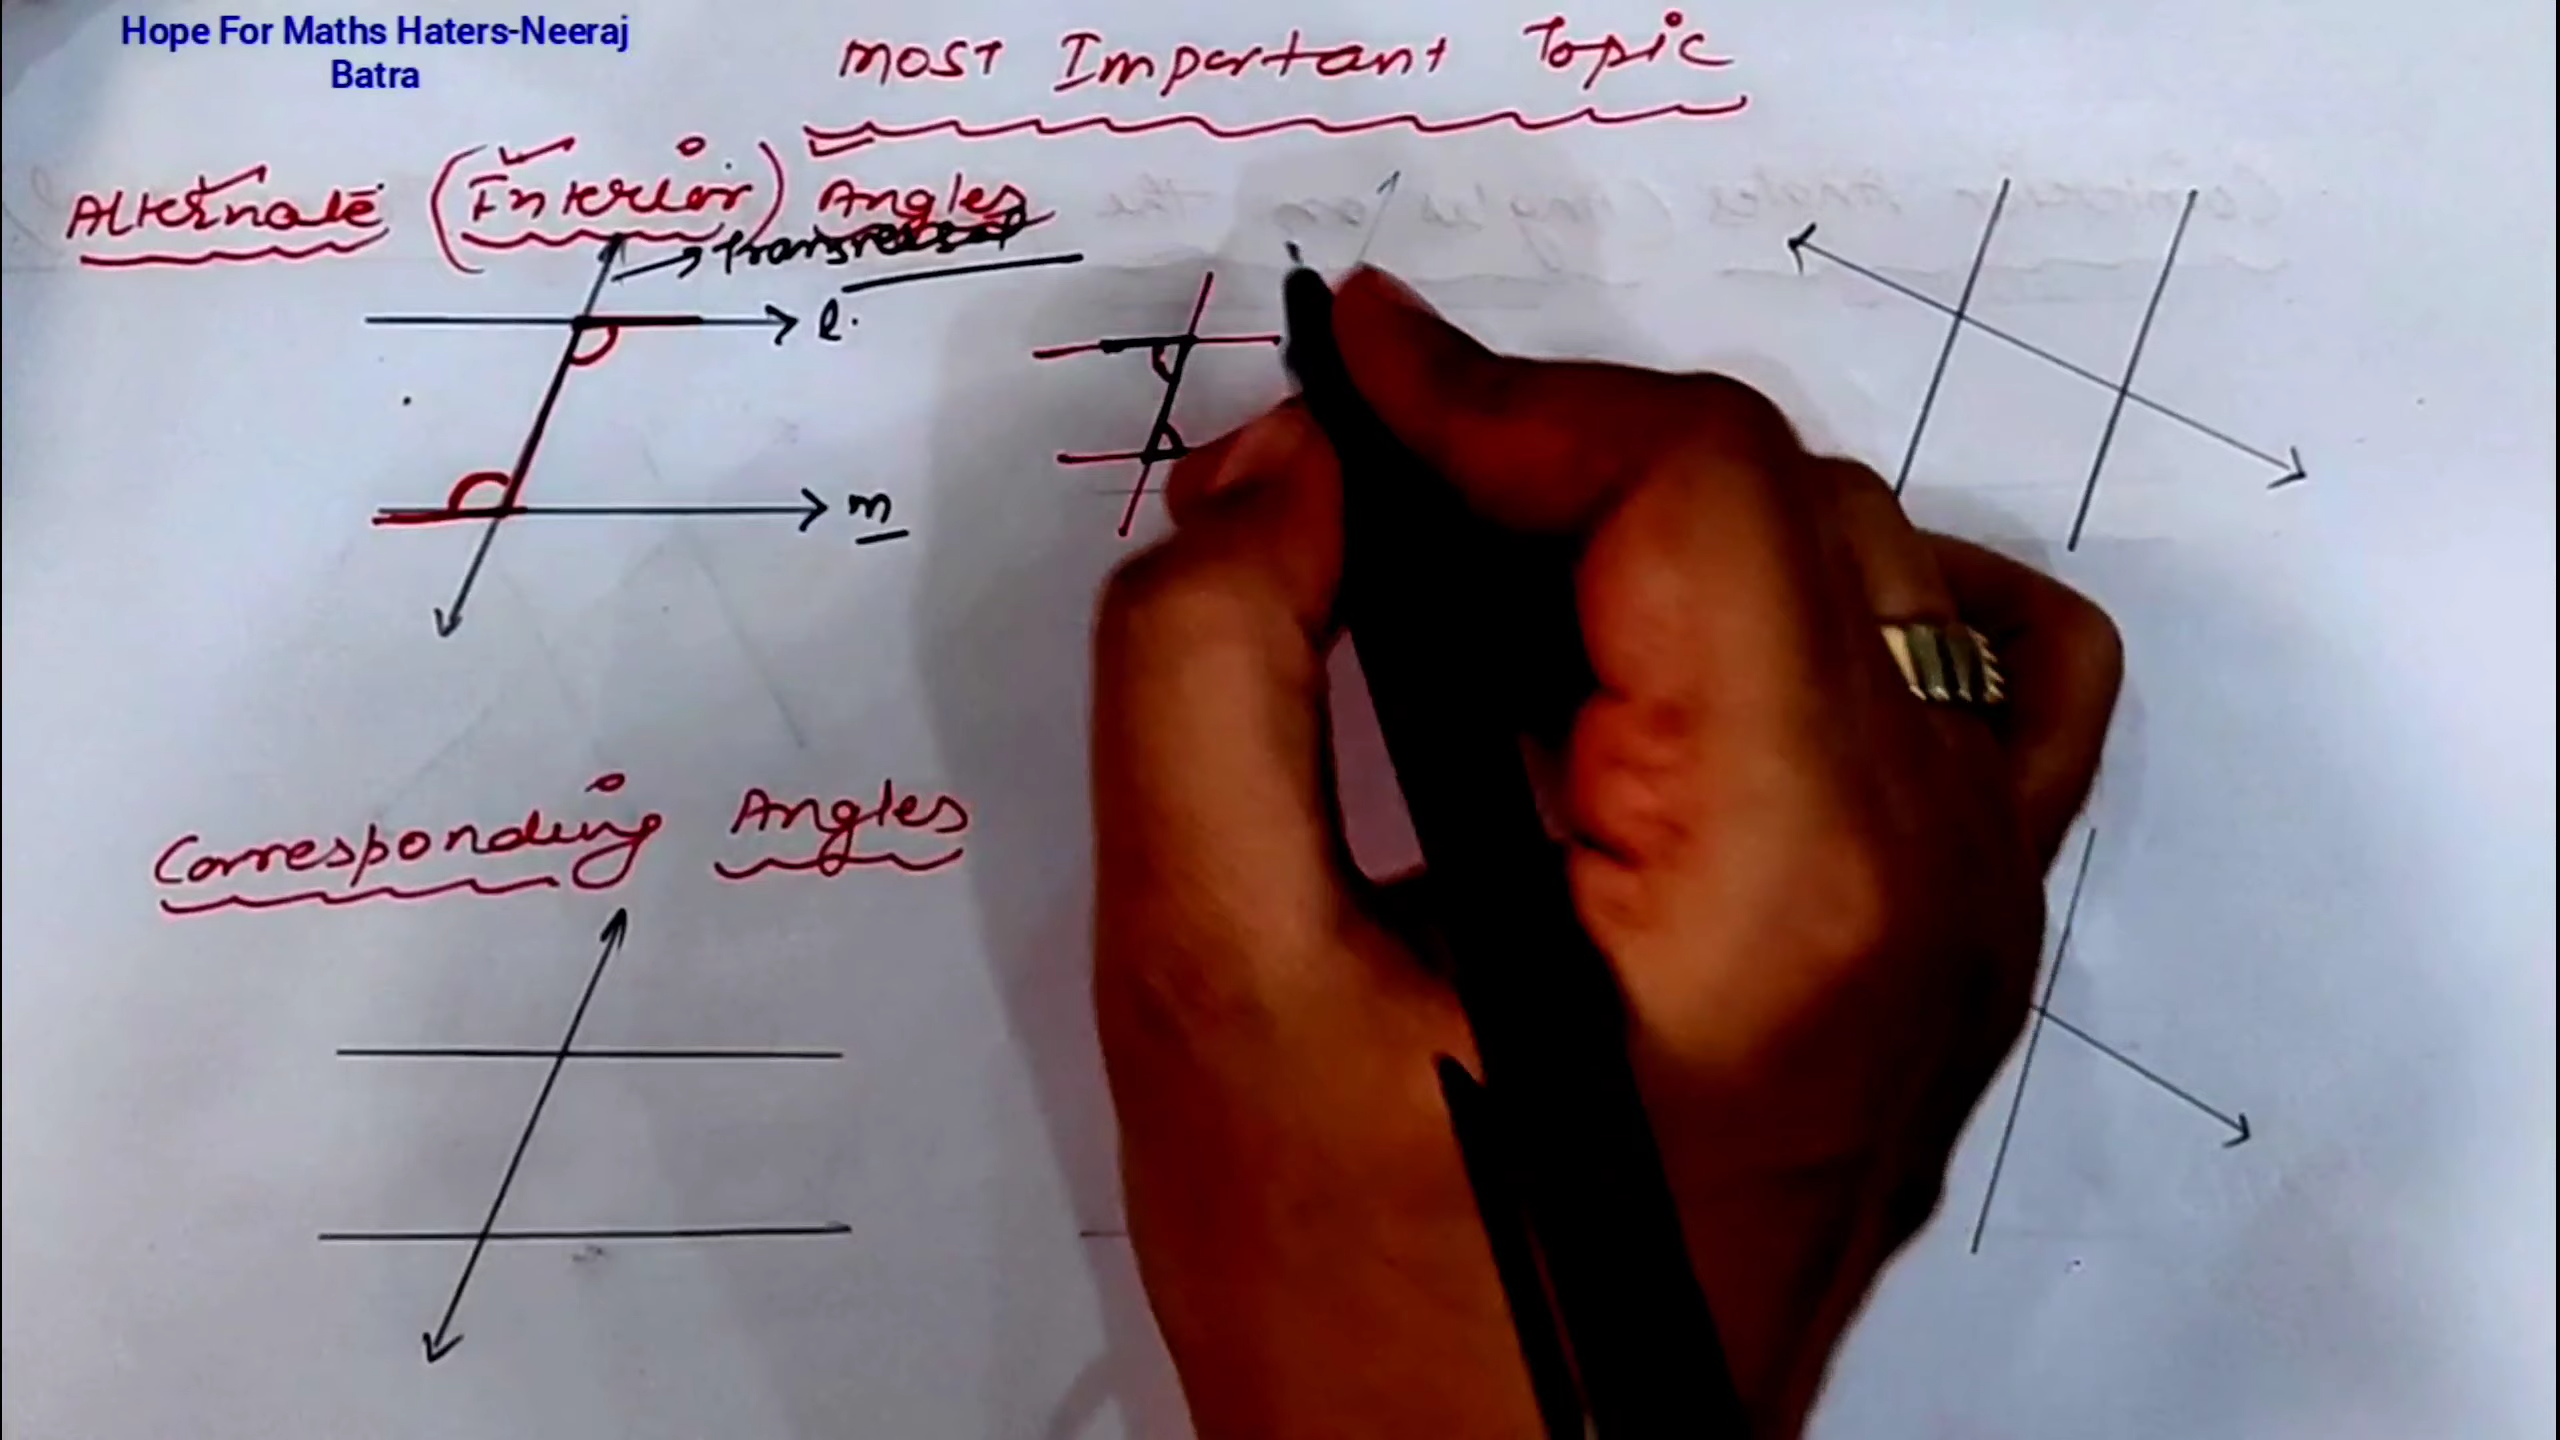 Hope For Maths Haters-Neeraj
Batra
Most Important Topic
Alternate (Interior) Angles
Transversal
l
m
Corresponding Angles